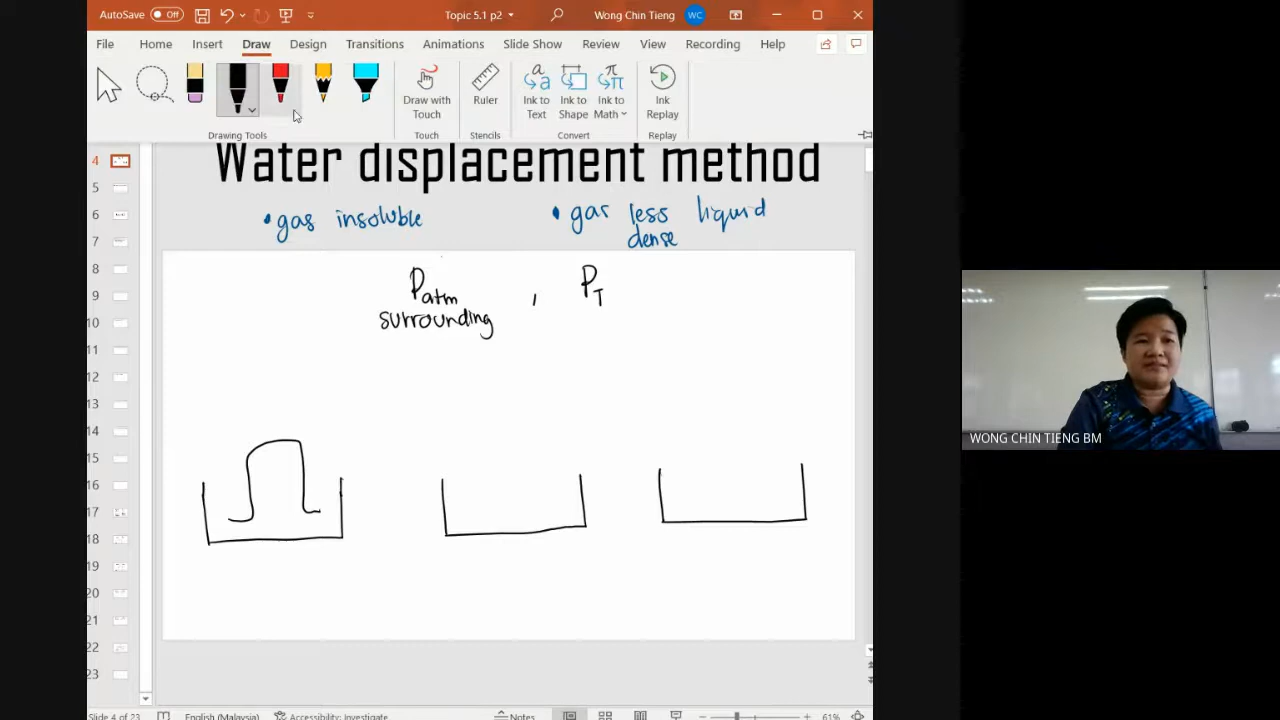 AutoSave Off
Topic 5.1 p2
Wong Chin Tieng WC
File Home Insert Draw Design Transitions Animations Slide Show Review View Recording Help
Draw with Touch
Ruler
Ink to Text
Ink to Shape
Ink to Math
Ink Replay
Drawing Tools
Touch
Stencils
Convert
Replay
Water displacement method
• gas insoluble
• gas less dense liquid
Patm , PT
surrounding
4
5
6
7
8
9
10
11
12
13
14
15
16
17
18
19
20
21
22
23
WONG CHIN TIENG BM
Slide 4 of 23 English (Malaysia) Accessibility: Investigate Notes 61%